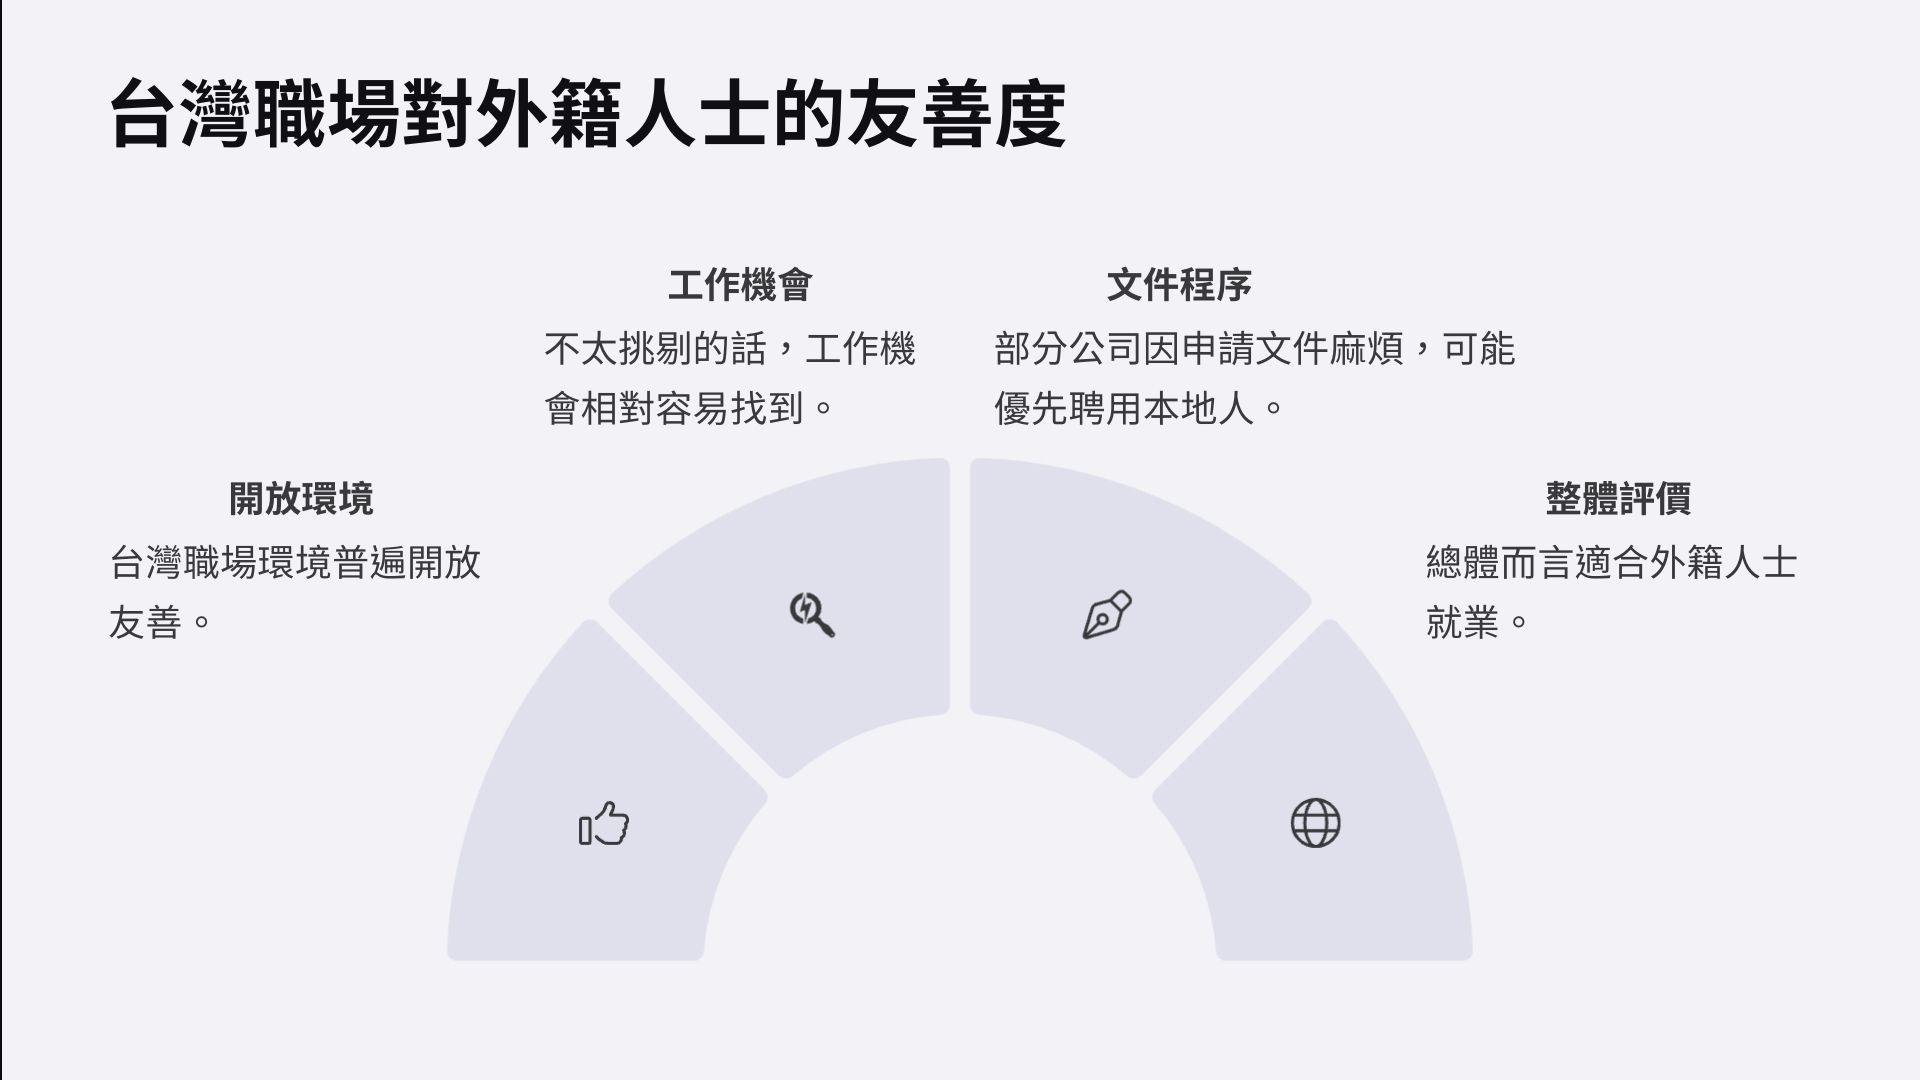 台灣職場對外籍人士的友善度
工作機會
不太挑剔的話，工作機
會相對容易找到。
文件程序
部分公司因申請文件麻煩，可能
優先聘用本地人。
開放環境
台灣職場環境普遍開放
友善。
整體評價
總體而言適合外籍人士
就業。